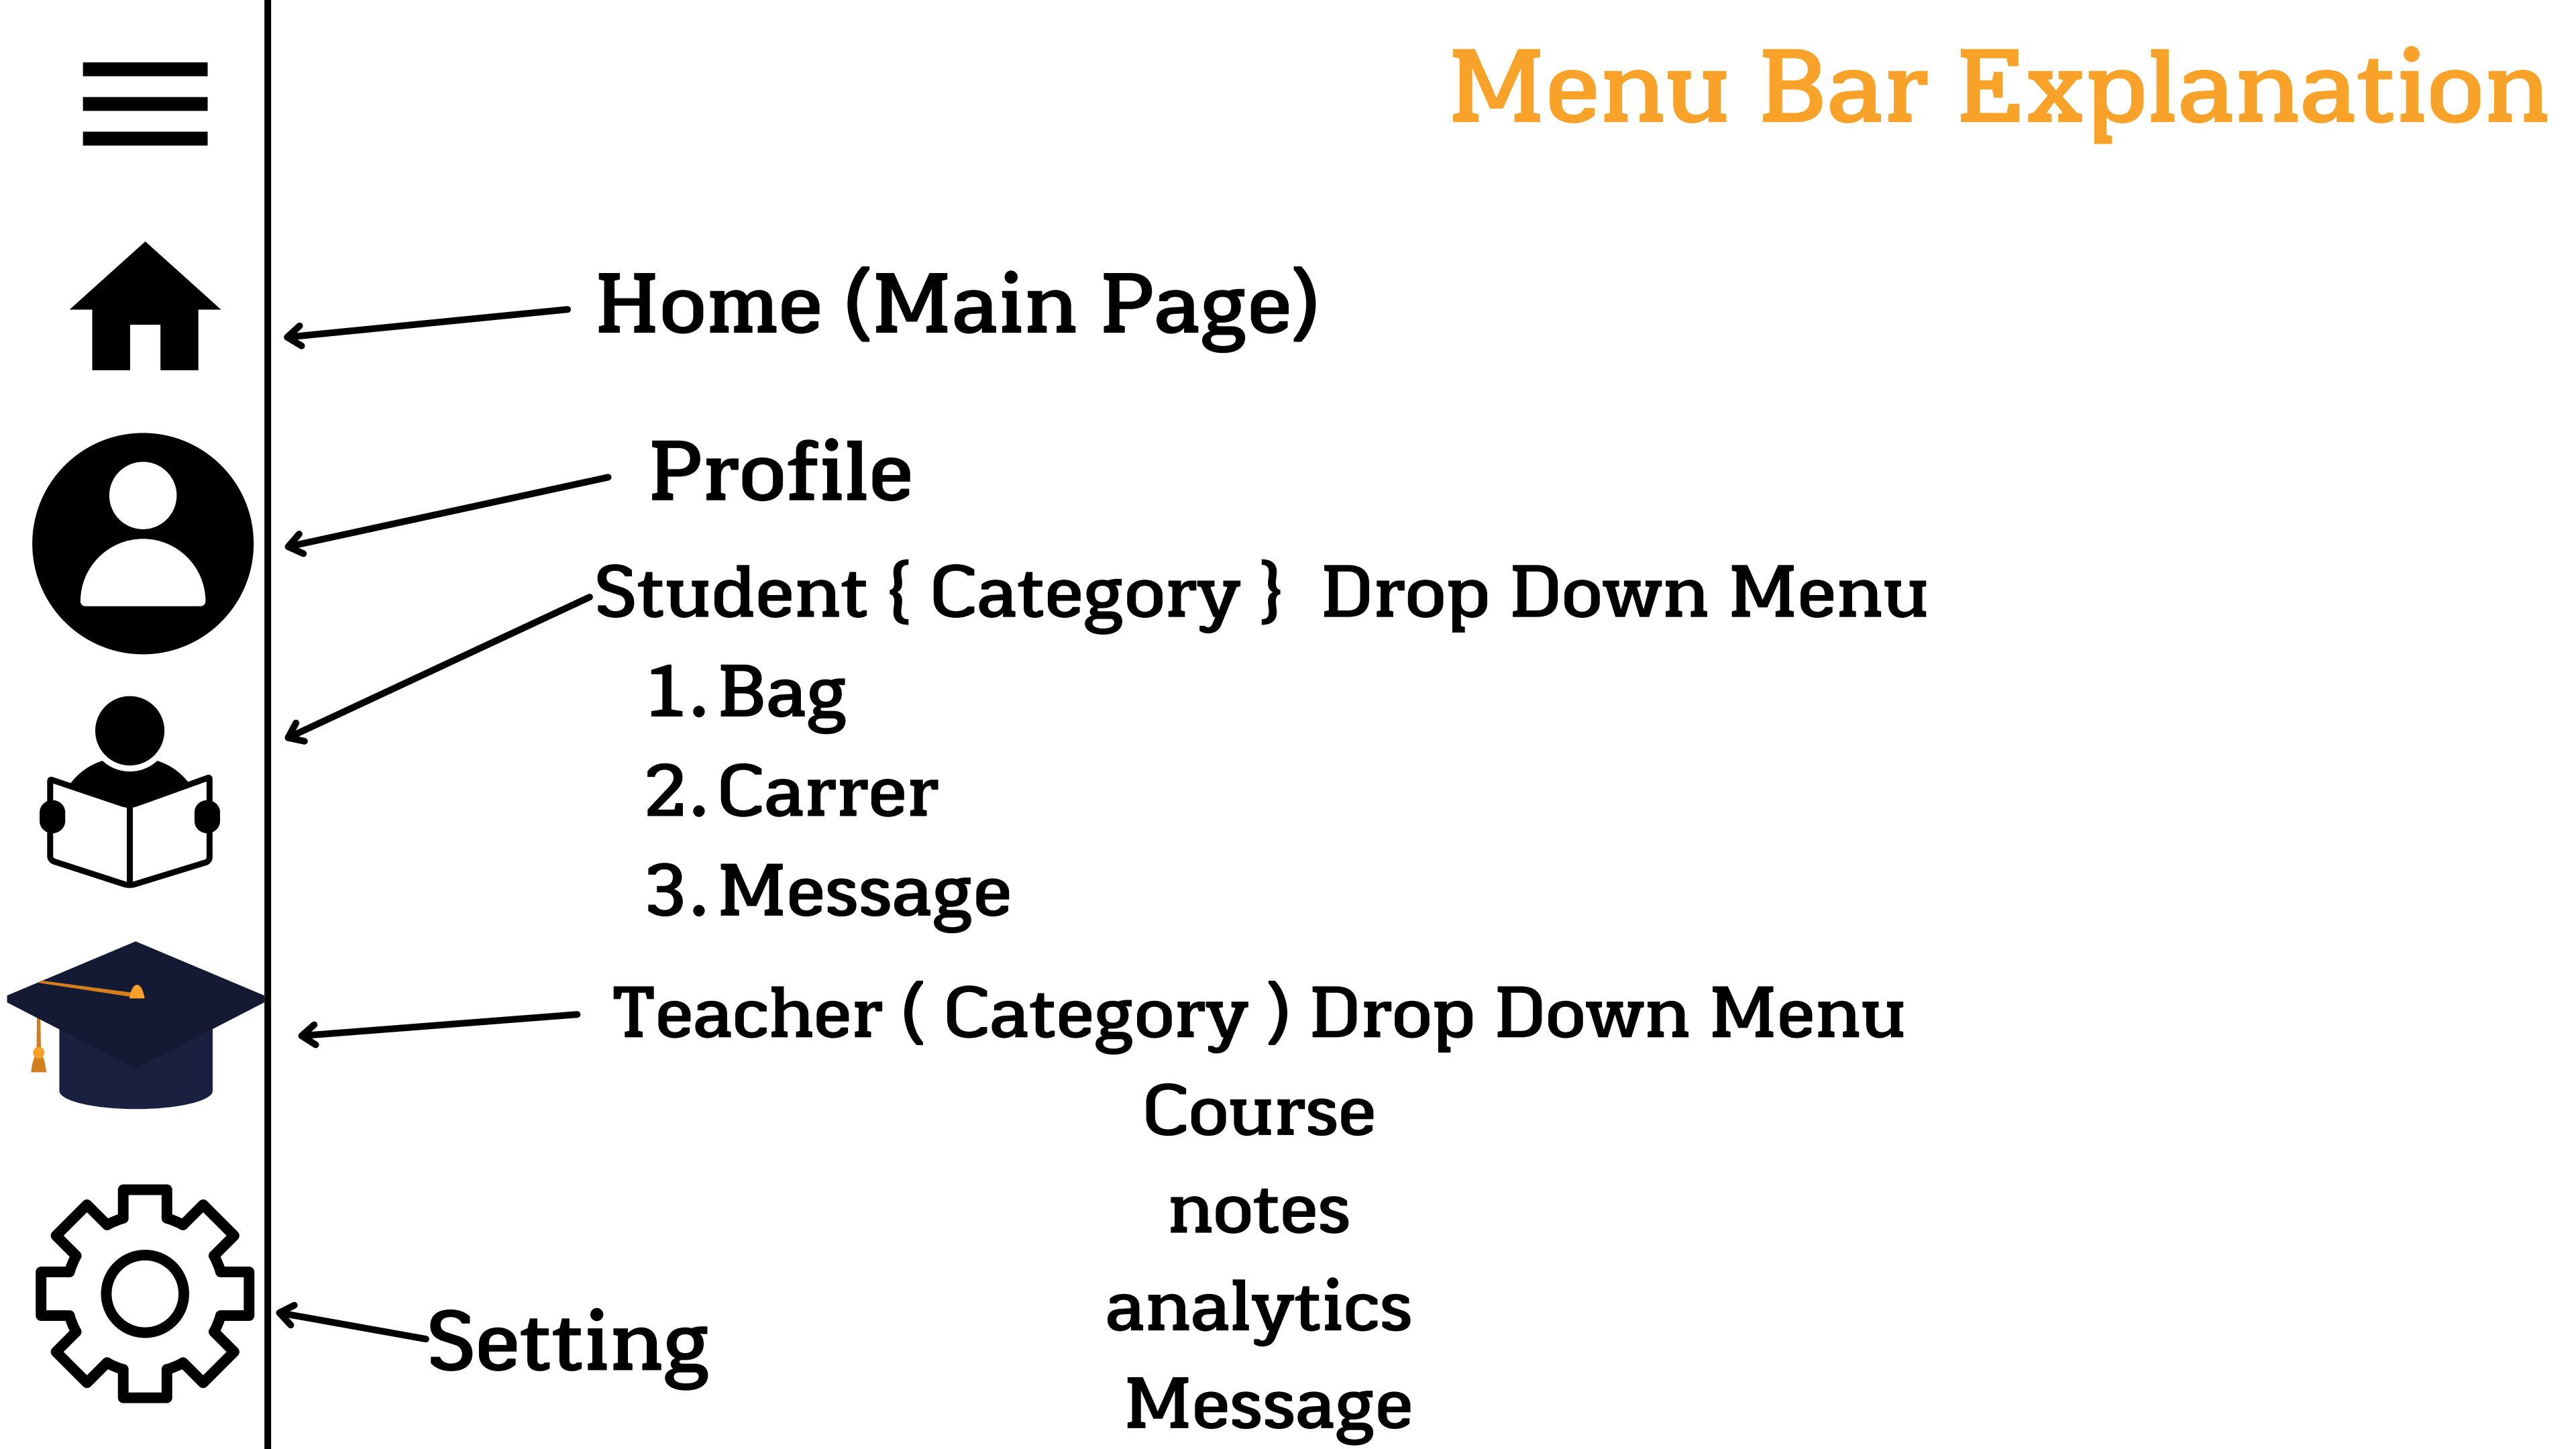 Menu Bar Explanation
Home (Main Page)
Profile
Student { Category } Drop Down Menu
1. Bag
2. Carrer
3. Message
Teacher ( Category ) Drop Down Menu
Course
notes
analytics
Message
Setting